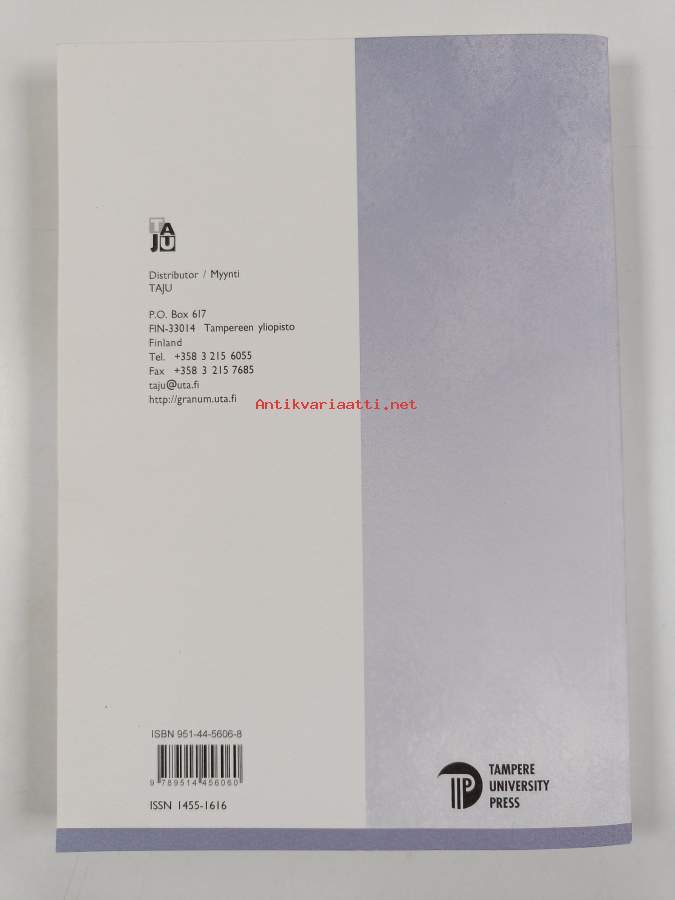 TA
JU
Distributor / Myynti
TAJU
P.O. Box 617
FIN-33014 Tampereen yliopisto
Finland
Tel. +358 3 215 6055
Fax +358 3 215 7685
taju@uta.fi
http://granum.uta.fi
Antikvariaatti.net
ISBN 951-44-5606-8
9 789514 456060
ISSN 1455-1616
TP
TAMPERE
UNIVERSITY
PRESS